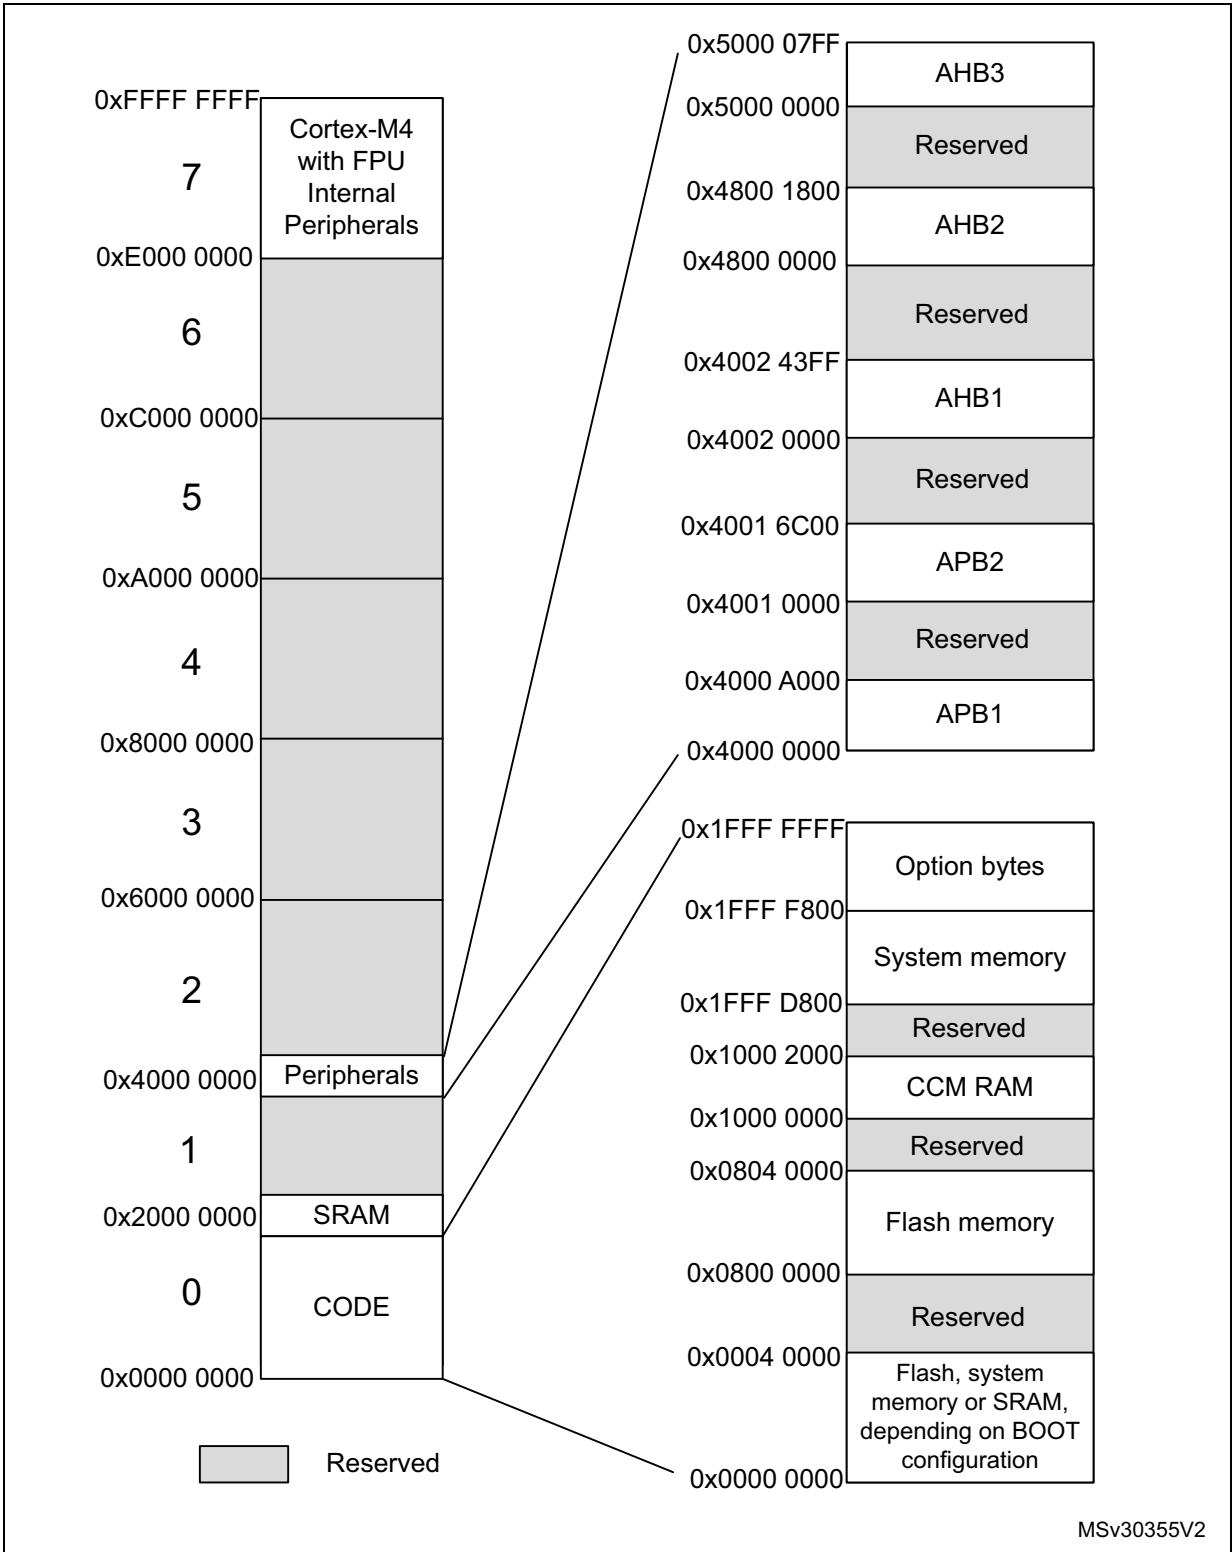 0xFFFF FFFF
Cortex-M4
with FPU
Internal
Peripherals
7
0xE000 0000
6
0xC000 0000
5
0xA000 0000
4
0x8000 0000
3
0x6000 0000
2
Peripherals
0x4000 0000
1
0x2000 0000
SRAM
0
CODE
0x0000 0000
Reserved
0x5000 07FF
AHB3
0x5000 0000
Reserved
0x4800 1800
AHB2
0x4800 0000
Reserved
0x4002 43FF
AHB1
0x4002 0000
Reserved
0x4001 6C00
APB2
0x4001 0000
Reserved
0x4000 A000
APB1
0x4000 0000
0x1FFF FFFF
Option bytes
0x1FFF F800
System memory
0x1FFF D800
Reserved
0x1000 2000
CCM RAM
0x1000 0000
Reserved
0x0804 0000
Flash memory
0x0800 0000
Reserved
0x0004 0000
Flash, system
memory or SRAM,
depending on BOOT
configuration
0x0000 0000
MSv30355V2